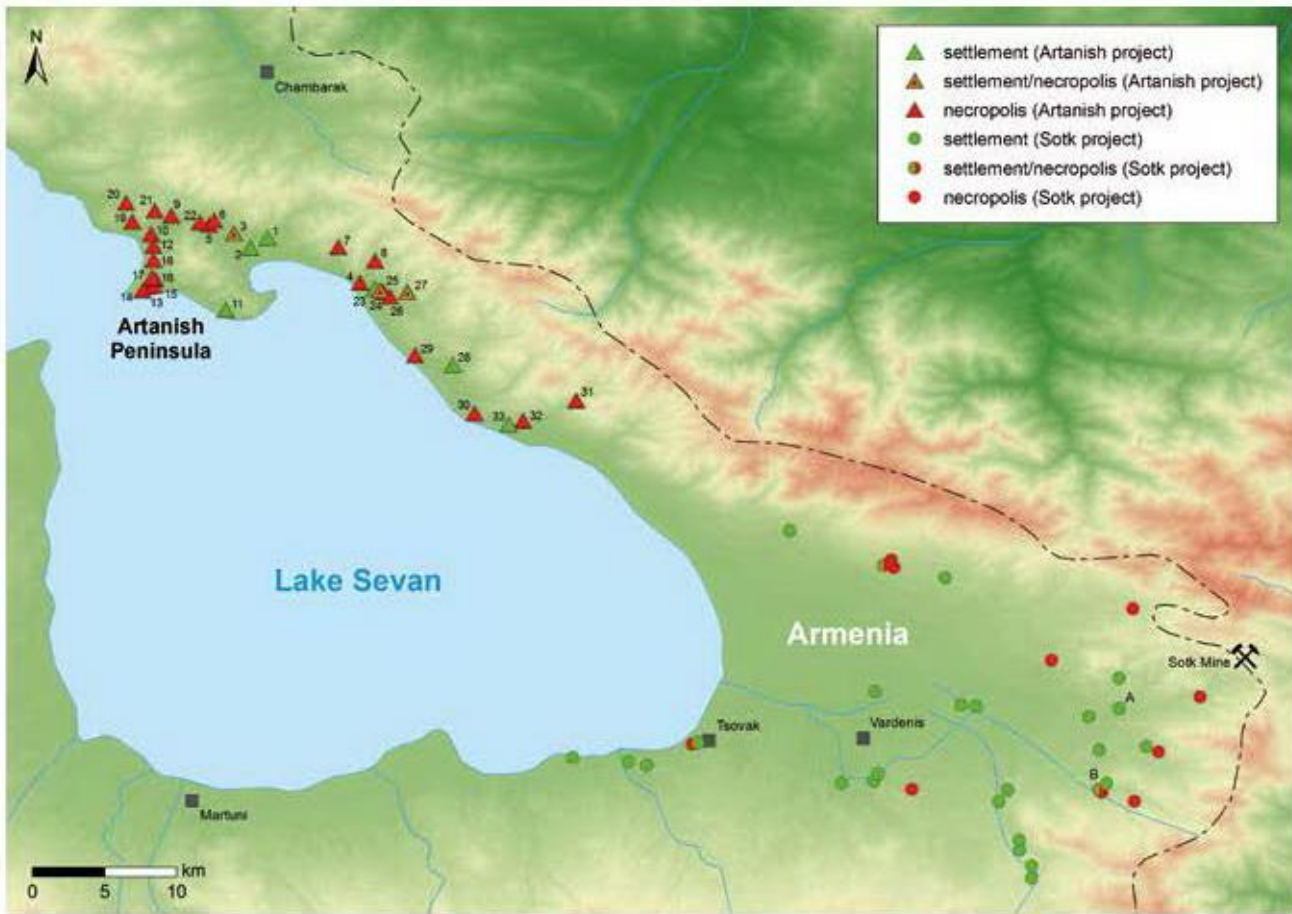 N
Chambarak
settlement (Artanish project)
settlement/necropolis (Artanish project)
necropolis (Artanish project)
settlement (Sotk project)
settlement/necropolis (Sotk project)
necropolis (Sotk project)
20
21
9
19
22
6
5
3
1
2
10
12
16
17
18
14
13
15
11
7
8
4
23
25
24
26
27
29
28
30
33
32
31
Artanish
Peninsula
Lake Sevan
Armenia
Sotk Mine
A
Tsovak
Vardenis
B
Martuni
km
0 5 10